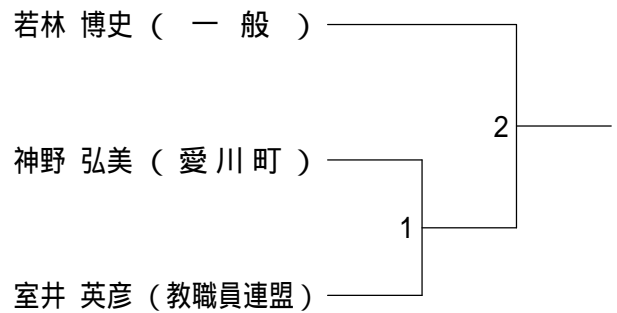 若林 博史 ( 一 般 )
2
神野 弘美 ( 愛 川 町 )
1
室井 英彦 ( 教職員連盟 )